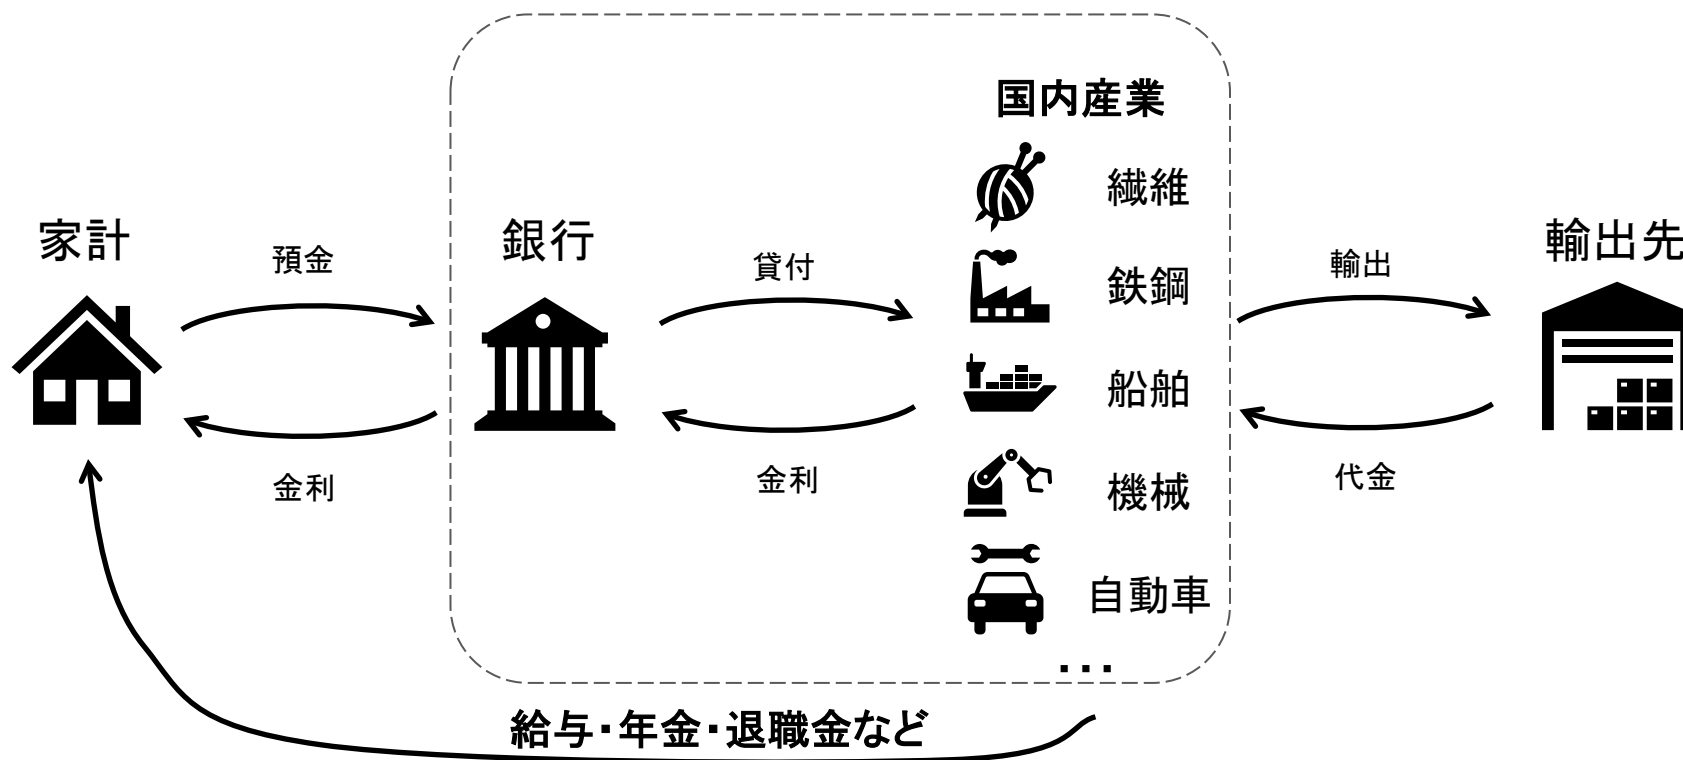 国内産業
繊維
家計
預金
銀行
貸付
鉄鋼
輸出
輸出先
船舶
金利
金利
機械
代金
自動車
・・・
給与・年金・退職金など